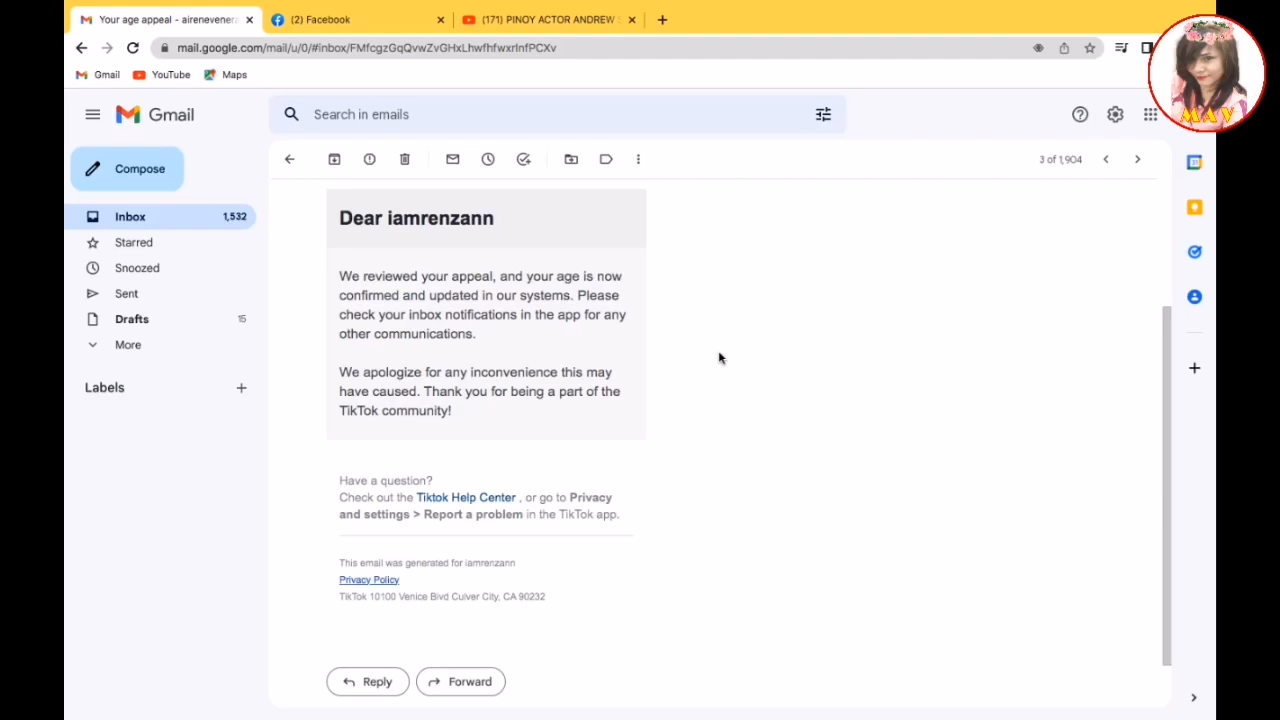 Your age appeal - airenevener
(2) Facebook
(171) PINOY ACTOR ANDREW
mail.google.com/mail/u/0/#inbox/FMfcgzGqQvwZvGHxLhwfhfwxrlnfPCXv
Gmail
YouTube
Maps
MAY
Gmail
Search in emails
Compose
3 of 1,904
Inbox 1,532
Starred
Snoozed
Sent
Drafts 15
More
Labels
Dear iamrenzann
We reviewed your appeal, and your age is now
confirmed and updated in our systems. Please
check your inbox notifications in the app for any
other communications.
We apologize for any inconvenience this may
have caused. Thank you for being a part of the
TikTok community!
Have a question?
Check out the Tiktok Help Center , or go to Privacy
and settings > Report a problem in the TikTok app.
This email was generated for iamrenzann
Privacy Policy
TikTok 10100 Venice Blvd Culver City, CA 90232
Reply
Forward